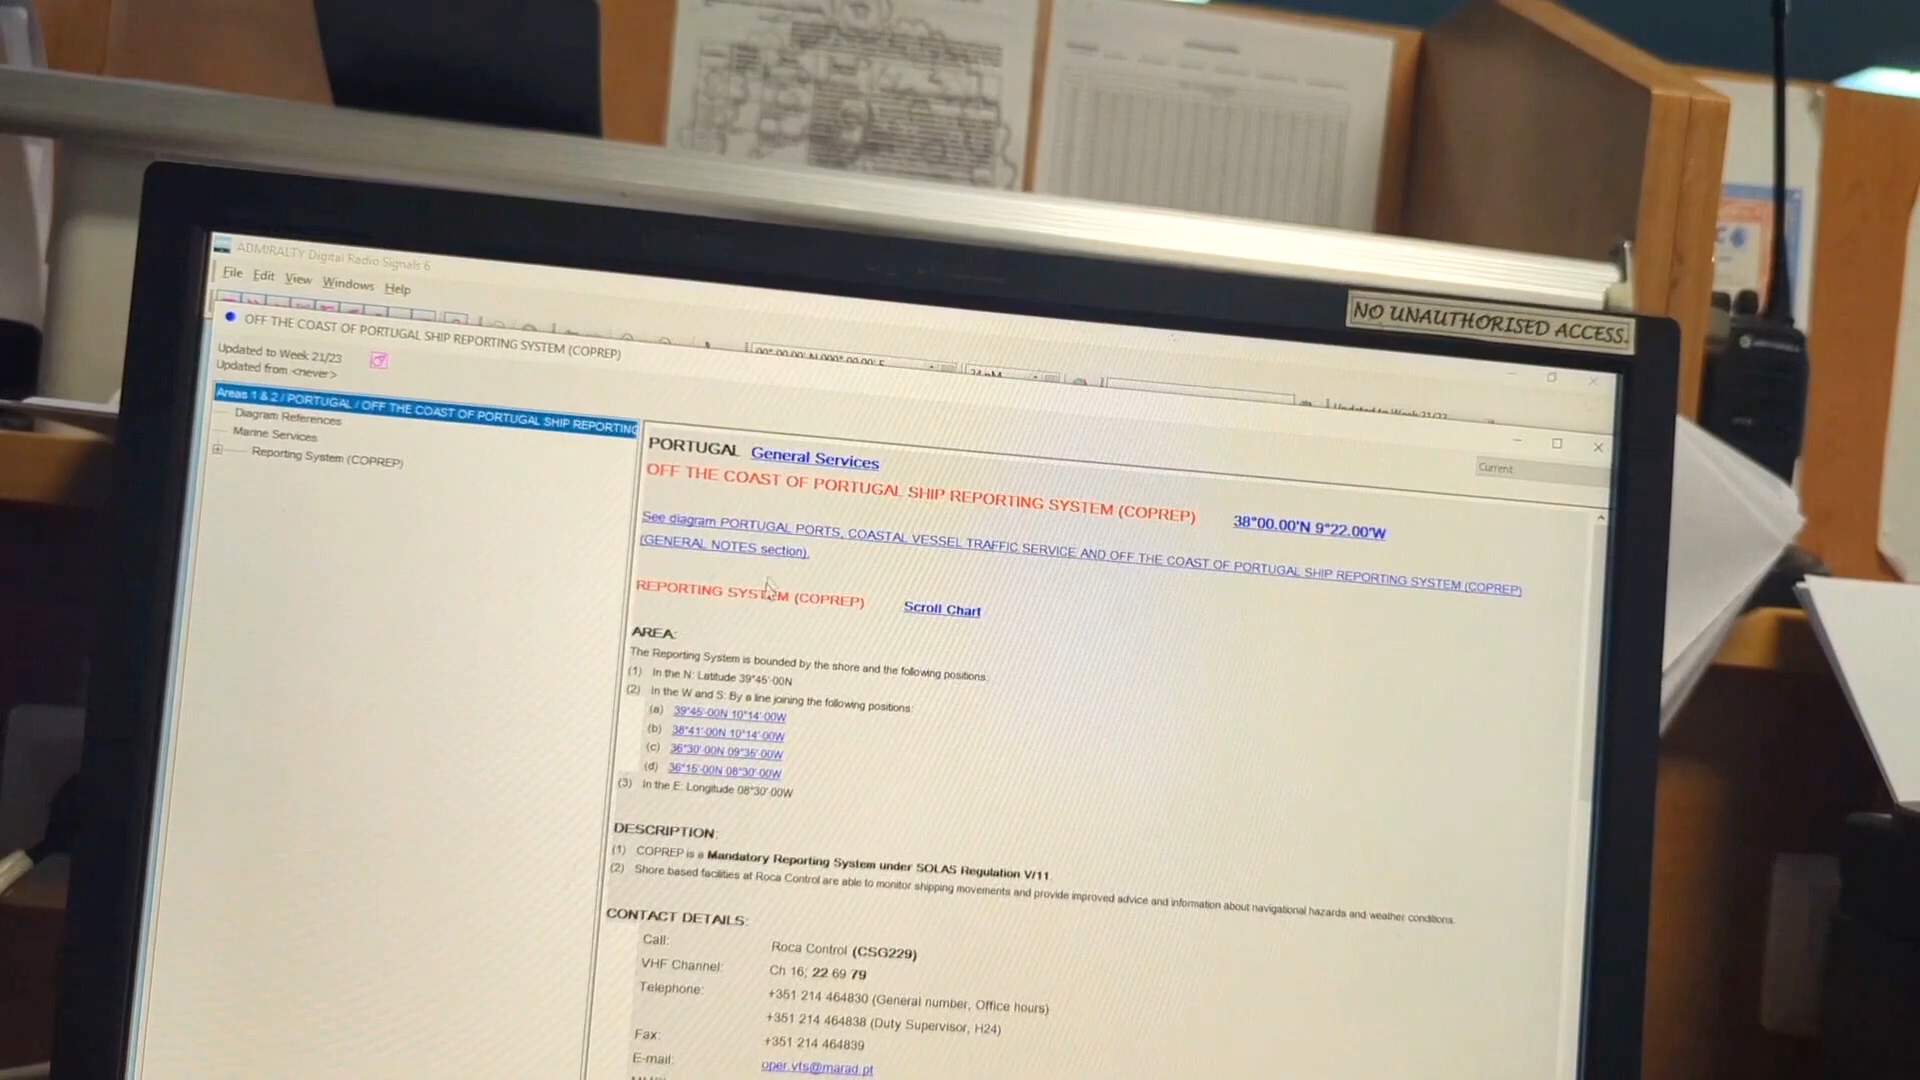 NO UNAUTHORISED ACCESS.
ADMIRALTY Digital Radio Signals 6
File Edit View Windows Help
OFF THE COAST OF PORTUGAL SHIP REPORTING SYSTEM (COPREP)
Updated to Week 21/23
Updated from <never>
Areas 1 & 2 / PORTUGAL / OFF THE COAST OF PORTUGAL SHIP REPORTING
Diagram References
Marine Services
Reporting System (COPREP)
Current
PORTUGAL General Services
OFF THE COAST OF PORTUGAL SHIP REPORTING SYSTEM (COPREP) 38°00.00'N 9°22.00'W
See diagram PORTUGAL PORTS, COASTAL VESSEL TRAFFIC SERVICE AND OFF THE COAST OF PORTUGAL SHIP REPORTING SYSTEM (COPREP)
(GENERAL NOTES section).
REPORTING SYSTEM (COPREP) Scroll Chart
AREA:
The Reporting System is bounded by the shore and the following positions:
(1) In the N: Latitude 39°45'·00N
(2) In the W and S: By a line joining the following positions:
(a) 39°45'·00N 10°14'·00W
(b) 38°41'·00N 10°14'·00W
(c) 36°30'·00N 09°35'·00W
(d) 36°15'·00N 08°30'·00W
(3) In the E: Longitude 08°30'·00W
DESCRIPTION:
(1) COPREP is a Mandatory Reporting System under SOLAS Regulation V/11.
(2) Shore based facilities at Roca Control are able to monitor shipping movements and provide improved advice and information about navigational hazards and weather conditions.
CONTACT DETAILS:
Call: Roca Control (CSG229)
VHF Channel: Ch 16; 22 69 79
Telephone: +351 214 464830 (General number, Office hours)
+351 214 464838 (Duty Supervisor, H24)
Fax: +351 214 464839
E-mail: oper.vts@marad.pt